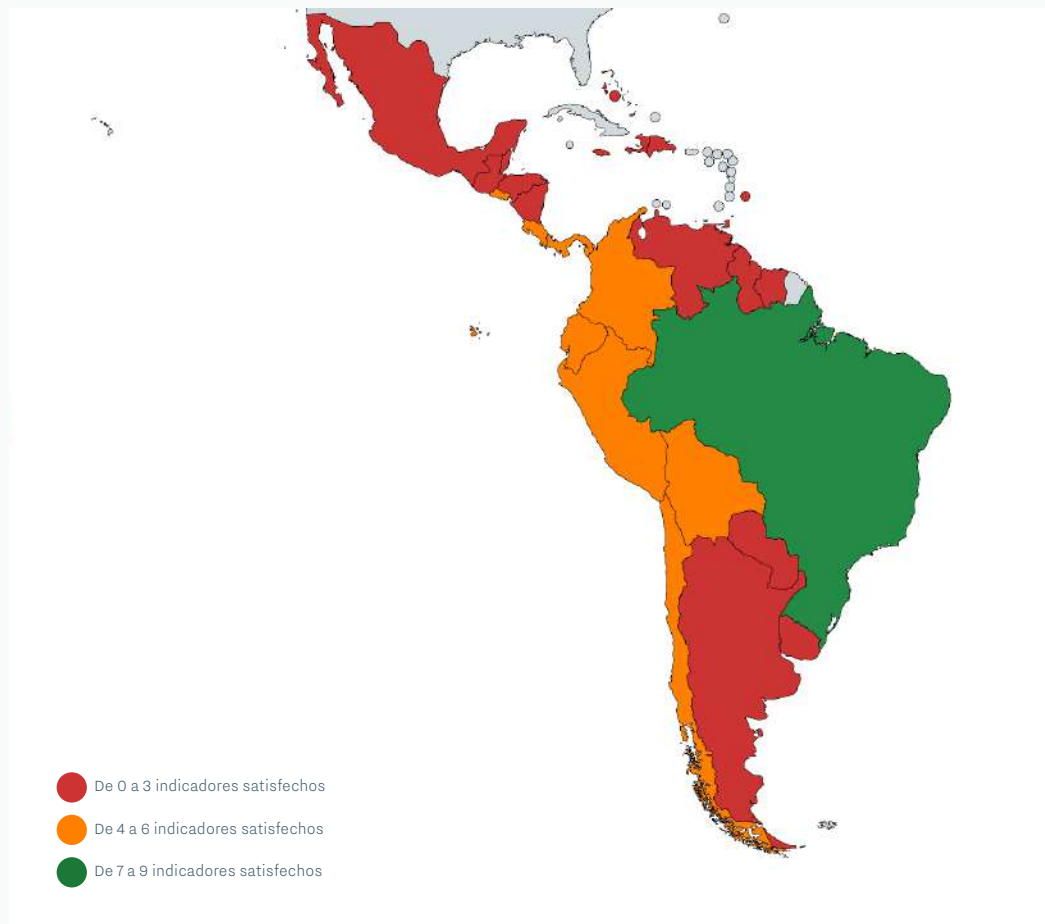 De 0 a 3 indicadores satisfechos
De 4 a 6 indicadores satisfechos
De 7 a 9 indicadores satisfechos